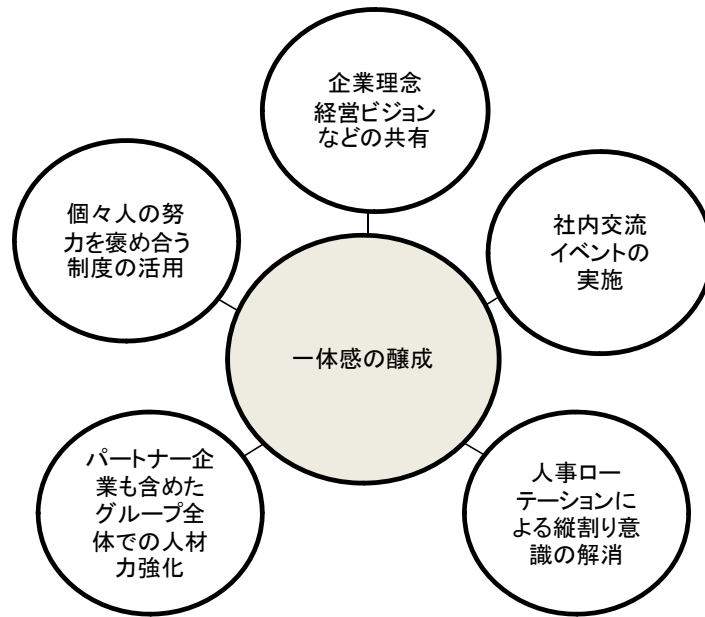 企業理念
経営ビジョン
などの共有
個々人の努
力を褒め合う
制度の活用
社内交流
イベントの
実施
一体感の醸成
パートナー企
業も含めた
グループ全
体での人材
力強化
人事ロー
テーションに
よる縦割り意
識の解消